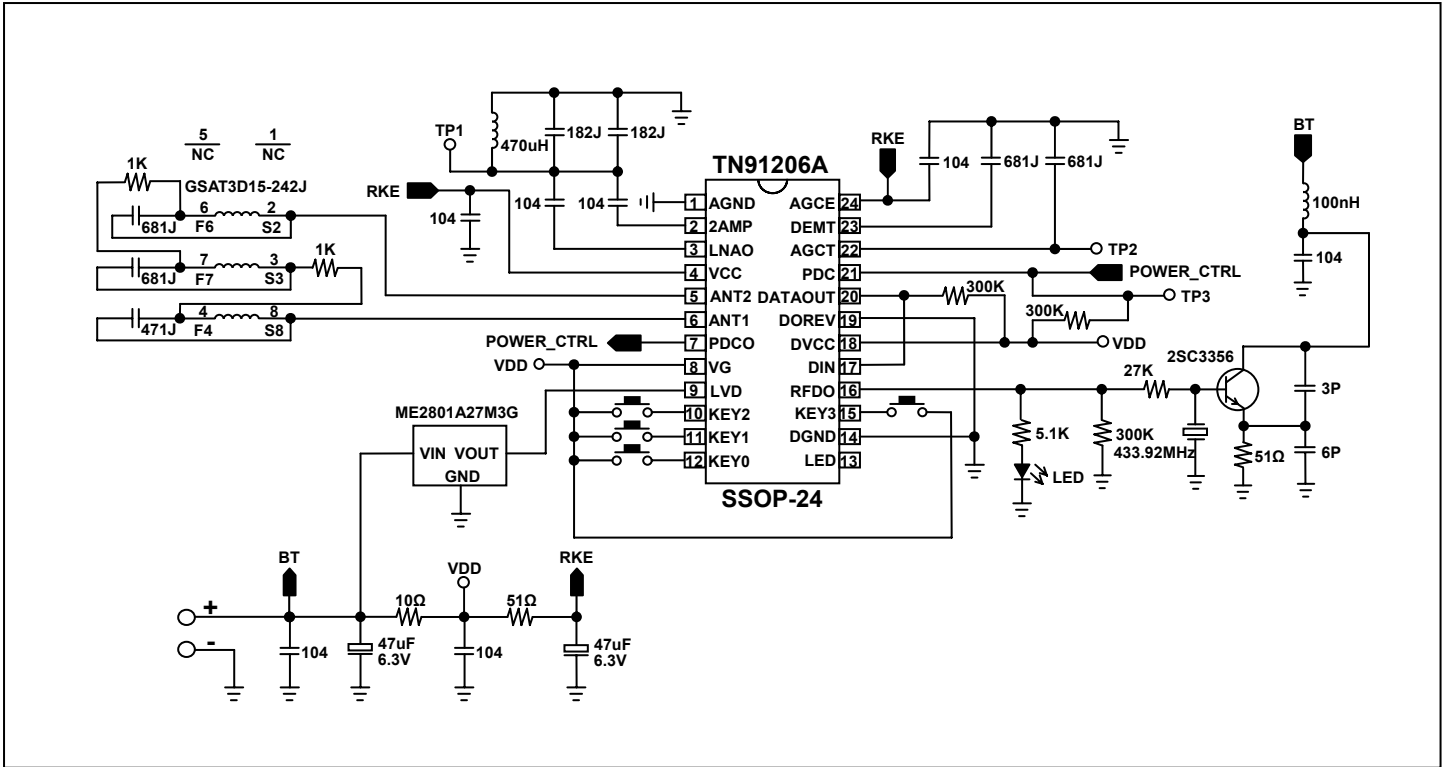 5
NC
1
NC
1K
GSAT3D15-242J
6
2
681J
F6
S2
7
3
1K
681J
F7
S3
4
8
471J
F4
S8
TP1
470uH
182J
182J
RKE
104
104
104
TN91206A
1 AGND
2 2AMP
3 LNAO
4 VCC
5 ANT2
6 ANT1
7 PDCO
8 VG
9 LVD
10 KEY2
11 KEY1
12 KEY0
AGCE 24
DEMT 23
AGCT 22
PDC 21
DATAOUT 20
DOREV 19
DVCC 18
DIN 17
RFDO 16
KEY3 15
DGND 14
LED 13
SSOP-24
POWER_CTRL
VDD
ME2801A27M3G
VIN VOUT
GND
RKE
104
681J
681J
TP2
POWER_CTRL
TP3
300K
300K
VDD
BT
100nH
104
2SC3356
27K
3P
5.1K
300K
433.92MHz
51Ω
6P
LED
BT
VDD
RKE
+
10Ω
51Ω
-
104
47uF
6.3V
104
47uF
6.3V